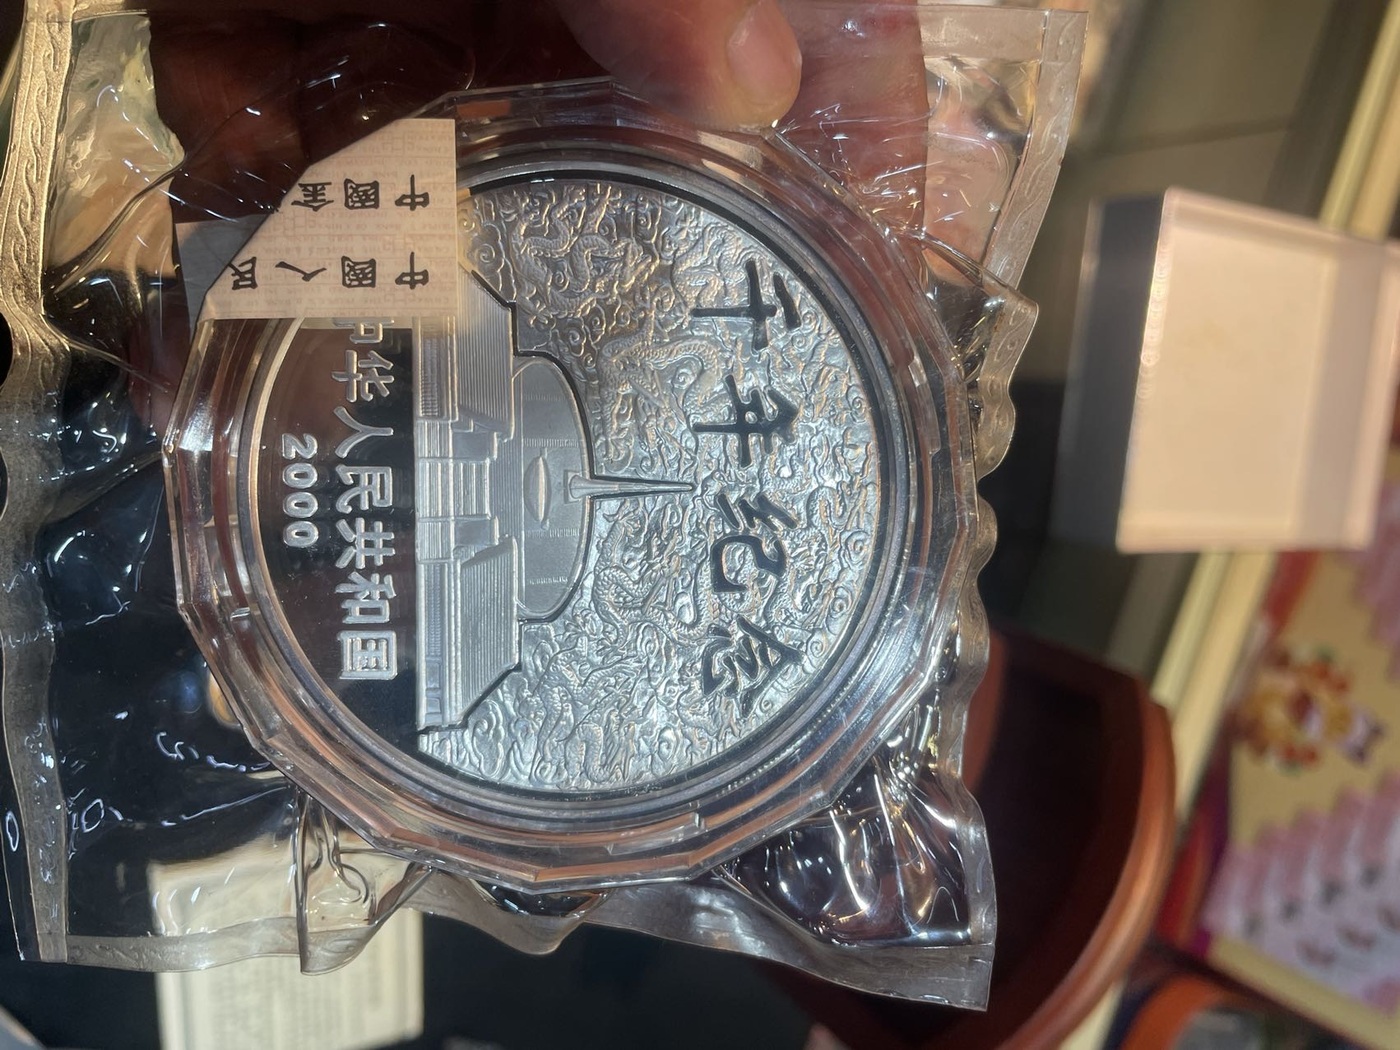 千年纪念
中华人民共和国
2000
中國金
中國人民